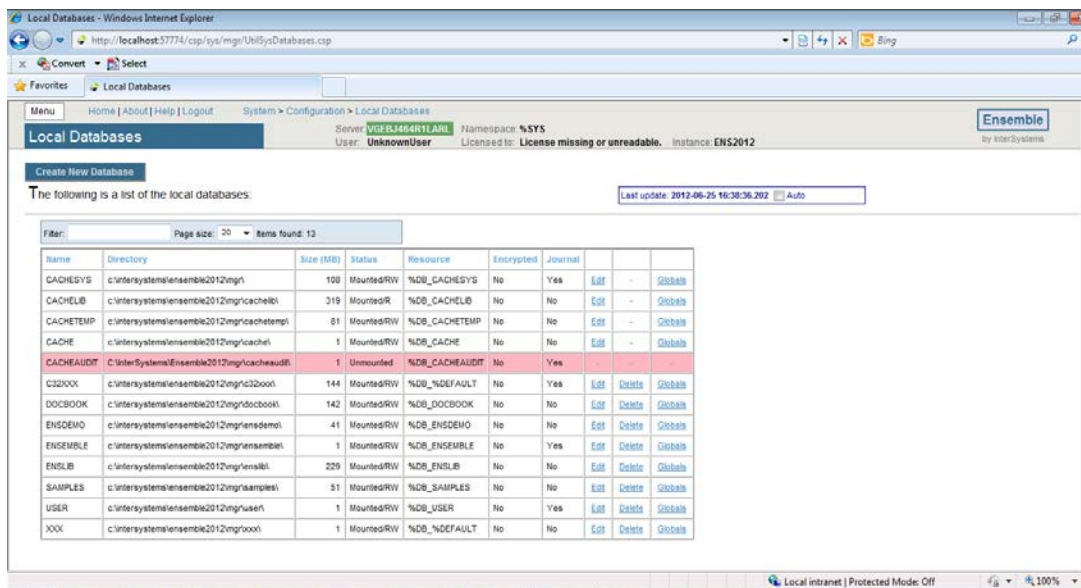 Local Databases - Windows Internet Explorer
http://localhost:57774/csp/sys/mgr/UtilSysDatabases.csp
Bing
x Convert Select
Favorites Local Databases
Menu Home | About | Help | Logout System > Configuration > Local Databases
Local Databases
Server: VGEBJ464R1LARL Namespace: %SYS
User: UnknownUser Licensed to: License missing or unreadable. Instance: ENS2012
Ensemble
by InterSystems
Create New Database
The following is a list of the local databases:
Last update: 2012-06-25 16:38:36.202 Auto
Filter: Page size: 20 Items found: 13
Name Directory Size (MB) Status Resource Encrypted Journal
CACHESYS c:\intersystems\ensemble2012\mgr\ 108 Mounted/RW %DB_CACHESYS No Yes Edit - Globals
CACHELIB c:\intersystems\ensemble2012\mgr\cachelib\ 319 Mounted/R %DB_CACHELIB No No Edit - Globals
CACHETEMP c:\intersystems\ensemble2012\mgr\cachetemp\ 81 Mounted/RW %DB_CACHETEMP No No Edit - Globals
CACHE c:\intersystems\ensemble2012\mgr\cache\ 1 Mounted/RW %DB_CACHE No No Edit - Globals
CACHEAUDIT C:\InterSystems\Ensemble2012\mgr\cacheaudit\ 1 Unmounted %DB_CACHEAUDIT No Yes - - -
C32XXX c:\intersystems\ensemble2012\mgr\c32xxx\ 144 Mounted/RW %DB_%DEFAULT No Yes Edit Delete Globals
DOCBOOK c:\intersystems\ensemble2012\mgr\docbook\ 142 Mounted/RW %DB_DOCBOOK No No Edit Delete Globals
ENSDEMO c:\intersystems\ensemble2012\mgr\ensdemo\ 41 Mounted/RW %DB_ENSDEMO No No Edit Delete Globals
ENSEMBLE c:\intersystems\ensemble2012\mgr\ensemble\ 1 Mounted/RW %DB_ENSEMBLE No Yes Edit Delete Globals
ENSLIB c:\intersystems\ensemble2012\mgr\enslib\ 229 Mounted/RW %DB_ENSLIB No No Edit Delete Globals
SAMPLES c:\intersystems\ensemble2012\mgr\samples\ 51 Mounted/RW %DB_SAMPLES No No Edit Delete Globals
USER c:\intersystems\ensemble2012\mgr\user\ 1 Mounted/RW %DB_USER No Yes Edit Delete Globals
XXX c:\intersystems\ensemble2012\mgr\xxx\ 1 Mounted/RW %DB_%DEFAULT No No Edit Delete Globals
Local intranet | Protected Mode: Off 100%